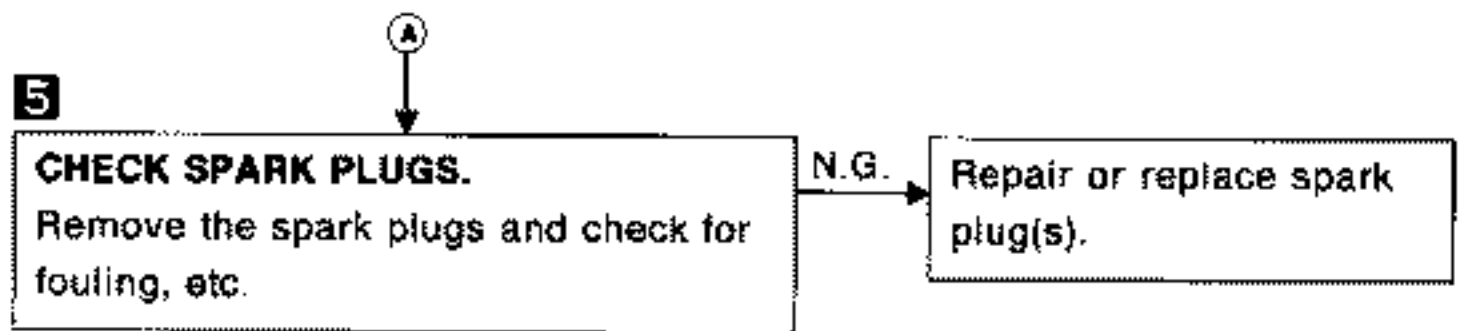 A
5
CHECK SPARK PLUGS.
Remove the spark plugs and check for
fouling, etc.
N.G.
Repair or replace spark
plug(s).